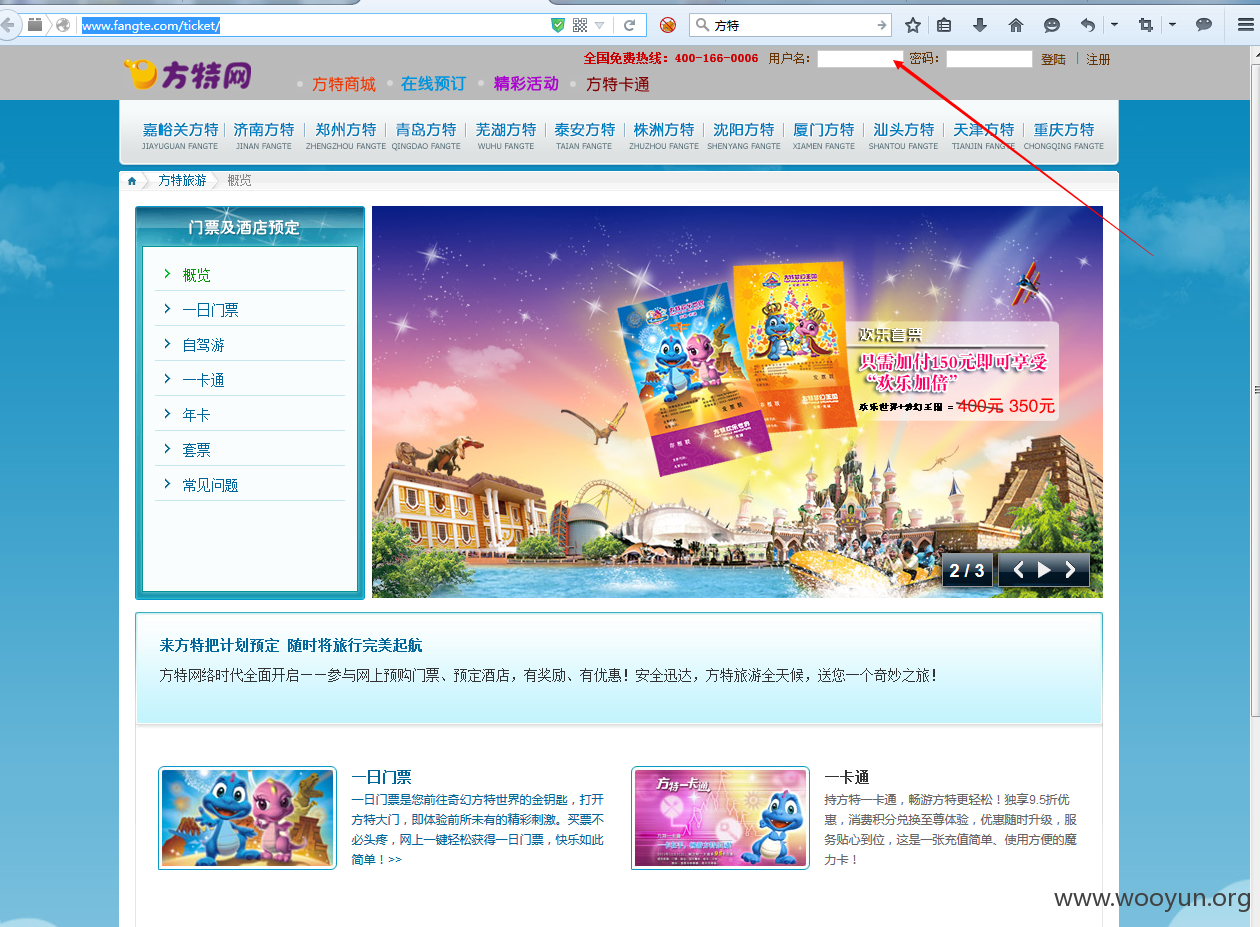 www.fangte.com/ticket/
方特
方特网
全国免费热线：400-166-0006 用户名： 密码： 登陆 | 注册
方特商城 在线预订 精彩活动 方特卡通
嘉峪关方特 济南方特 郑州方特 青岛方特 芜湖方特 泰安方特 株洲方特 沈阳方特 厦门方特 汕头方特 天津方特 重庆方特
JIAYUGUAN FANGTE JINAN FANGTE ZHENGZHOU FANGTE QINGDAO FANGTE WUHU FANGTE TAIAN FANGTE ZHUZHOU FANGTE SHENYANG FANGTE XIAMEN FANGTE SHANTOU FANGTE TIANJIN FANGTE CHONGQING FANGTE
方特旅游 概览
门票及酒店预定
概览
一日门票
自驾游
一卡通
年卡
套票
常见问题
欢乐套票
只需加付150元即可享受
“欢乐加倍”
欢乐世界+梦幻王国 = 400元 350元
2 / 3
来方特把计划预定 随时将旅行完美起航
方特网络时代全面开启－－参与网上预购门票、预定酒店，有奖励、有优惠！安全迅达，方特旅游全天候，送您一个奇妙之旅！
一日门票
一日门票是您前往奇幻方特世界的金钥匙，打开
方特大门，即体验前所未有的精彩刺激。买票不
必头疼，网上一键轻松获得一日门票，快乐如此
简单！>>
方特一卡通
一卡通
持方特一卡通，畅游方特更轻松！独享9.5折优
惠，消费积分兑换至尊体验，优惠随时升级，服
务贴心到位，这是一张充值简单、使用方便的魔
力卡！
www.wooyun.org